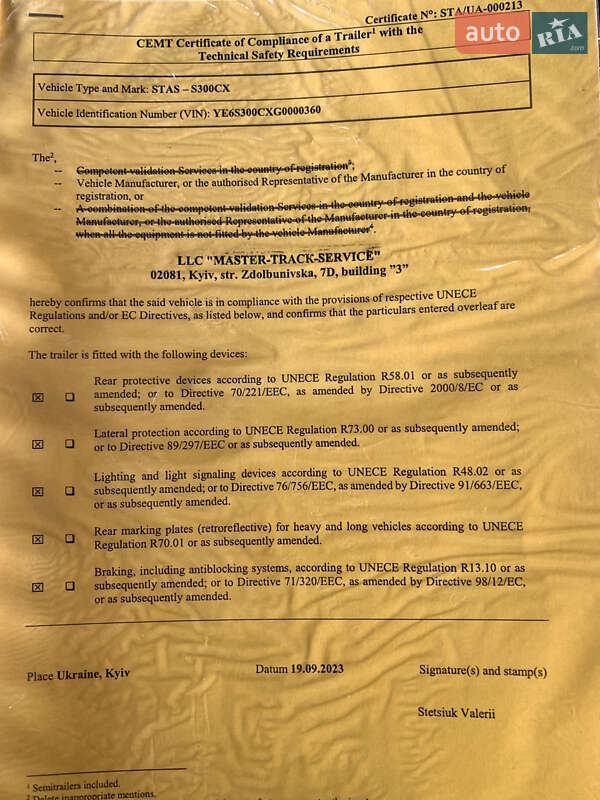 Certificate Nº: STA/UA-000213
auto RIA .com
CEMT Certificate of Compliance of a Trailer¹ with the
Technical Safety Requirements
Vehicle Type and Mark: STAS – S300CX
Vehicle Identification Number (VIN): YE6S300CXG0000360
The²,
-- Competent validation Services in the country of registration³;
-- Vehicle Manufacturer, or the authorised Representative of the Manufacturer in the country of
registration, or
-- A combination of the competent validation Services in the country of registration and the vehicle
Manufacturer, or the authorised Representative of the Manufacturer in the country of registration,
when all the equipment is not fitted by the vehicle Manufacturer⁴.
LLC "MASTER-TRACK-SERVICE"
02081, Kyiv, str. Zdolbunivska, 7D, building "3"
hereby confirms that the said vehicle is in compliance with the provisions of respective UNECE
Regulations and/or EC Directives, as listed below, and confirms that the particulars entered overleaf are
correct.
The trailer is fitted with the following devices:
☒ ☐ Rear protective devices according to UNECE Regulation R58.01 or as subsequently
amended; or to Directive 70/221/EEC, as amended by Directive 2000/8/EC or as
subsequently amended.
☒ ☐ Lateral protection according to UNECE Regulation R73.00 or as subsequently amended;
or to Directive 89/297/EEC or as subsequently amended.
☒ ☐ Lighting and light signaling devices according to UNECE Regulation R48.02 or as
subsequently amended; or to Directive 76/756/EEC, as amended by Directive 91/663/EEC,
or as subsequently amended.
☒ ☐ Rear marking plates (retroreflective) for heavy and long vehicles according to UNECE
Regulation R70.01 or as subsequently amended.
☒ ☐ Braking, including antiblocking systems, according to UNECE Regulation R13.10 or as
subsequently amended; or to Directive 71/320/EEC, as amended by Directive 98/12/EC,
or as subsequently amended.
Place Ukraine, Kyiv Datum 19.09.2023 Signature(s) and stamp(s)
Stetsiuk Valerii
¹ Semitrailers included.
² Delete inappropriate mentions.